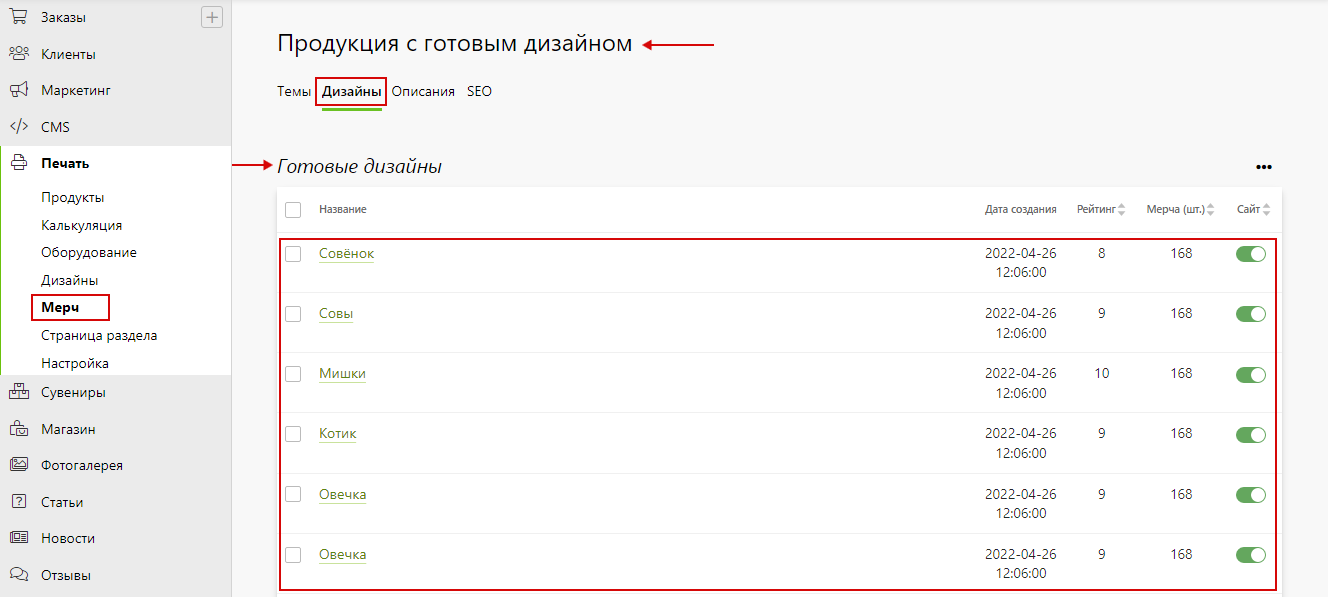 Заказы
Клиенты
Маркетинг
CMS
Печать
Продукты
Калькуляция
Оборудование
Дизайны
Мерч
Страница раздела
Настройка
Сувениры
Магазин
Фотогалерея
Статьи
Новости
Отзывы
Продукция с готовым дизайном
Темы Дизайны Описания SEO
Готовые дизайны
Название Дата создания Рейтинг Мерча (шт.) Сайт
Совёнок 2022-04-26 8 168
12:06:00
Совы 2022-04-26 9 168
12:06:00
Мишки 2022-04-26 10 168
12:06:00
Котик 2022-04-26 9 168
12:06:00
Овечка 2022-04-26 9 168
12:06:00
Овечка 2022-04-26 9 168
12:06:00